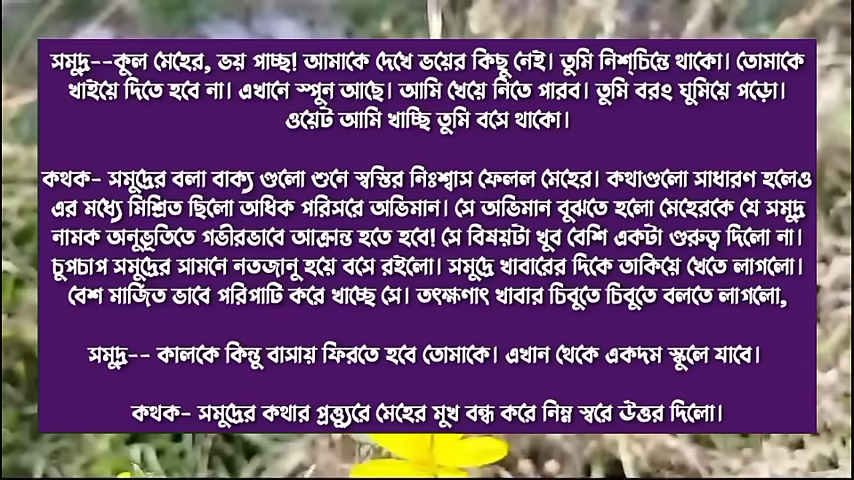 সমুদ্র--কুল মেহের, ভয় পাচ্ছ! আমাকে দেখে ভয়ের কিছু নেই। তুমি নিশ্চিন্তে থাকো। তোমাকে
খাইয়ে দিতে হবে না। এখানে স্পুন আছে। আমি খেয়ে নিতে পারব। তুমি বরং ঘুমিয়ে পড়ো।
ওয়েট আমি খাচ্ছি তুমি বসে থাকো।
কথক- সমুদ্রের বলা বাক্য গুলো শুনে স্বস্তির নিঃশ্বাস ফেলল মেহের। কথাগুলো সাধারণ হলেও
এর মধ্যে মিশ্রিত ছিলো অধিক পরিসরে অভিমান। সে অভিমান বুঝতে হলো মেহেরকে যে সমুদ্র
নামক অনুভূতিতে গভীরভাবে আক্রান্ত হতে হবে! সে বিষয়টা খুব বেশি একটা গুরুত্ব দিলো না।
চুপচাপ সমুদ্রের সামনে নতজানু হয়ে বসে রইলো। সমুদ্রে খাবারের দিকে তাকিয়ে খেতে লাগলো।
বেশ মার্জিত ভাবে পরিপাটি করে খাচ্ছে সে। তৎক্ষণাৎ খাবার চিবুতে চিবুতে বলতে লাগলো,
সমুদ্র-- কালকে কিন্তু বাসায় ফিরতে হবে তোমাকে। এখান থেকে একদম স্কুলে যাবে।
কথক- সমুদ্রের কথার প্রত্ত্যুরে মেহের মুখ বন্ধ করে নিম্ন স্বরে উত্তর দিলো।